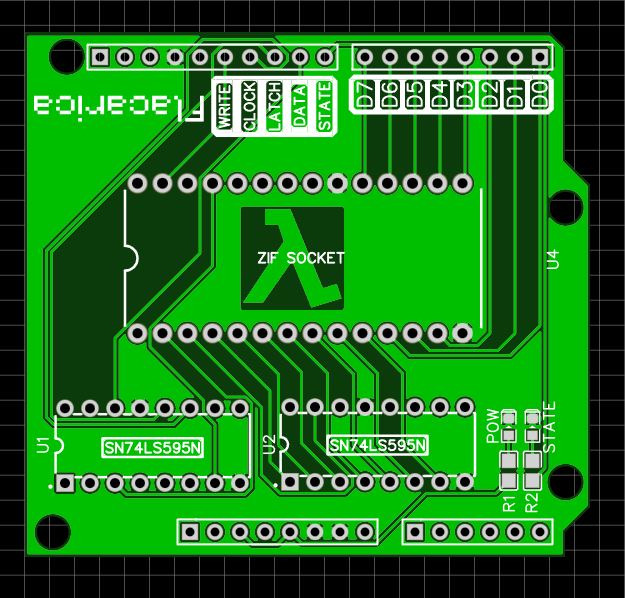 WRITE
CLOCK
LATCH
DATA
STATE
D7
D6
D5
D4
D3
D2
D1
D0
ZIF SOCKET
U4
U1
SN74LS595N
U2
SN74LS595N
POW
STATE
R1
R2